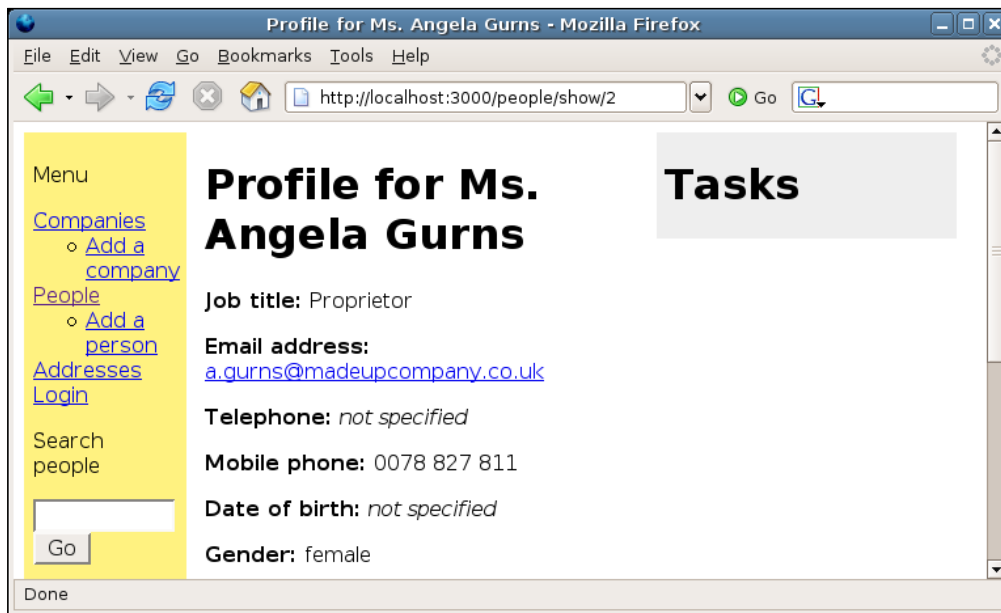 Profile for Ms. Angela Gurns - Mozilla Firefox
File Edit View Go Bookmarks Tools Help
http://localhost:3000/people/show/2
Go
G
Menu
Companies
Add a
company
People
Add a
person
Addresses
Login
Search
people
Go
Profile for Ms.
Angela Gurns
Job title: Proprietor
Email address:
a.gurns@madeupcompany.co.uk
Telephone: not specified
Mobile phone: 0078 827 811
Date of birth: not specified
Gender: female
Tasks
Done